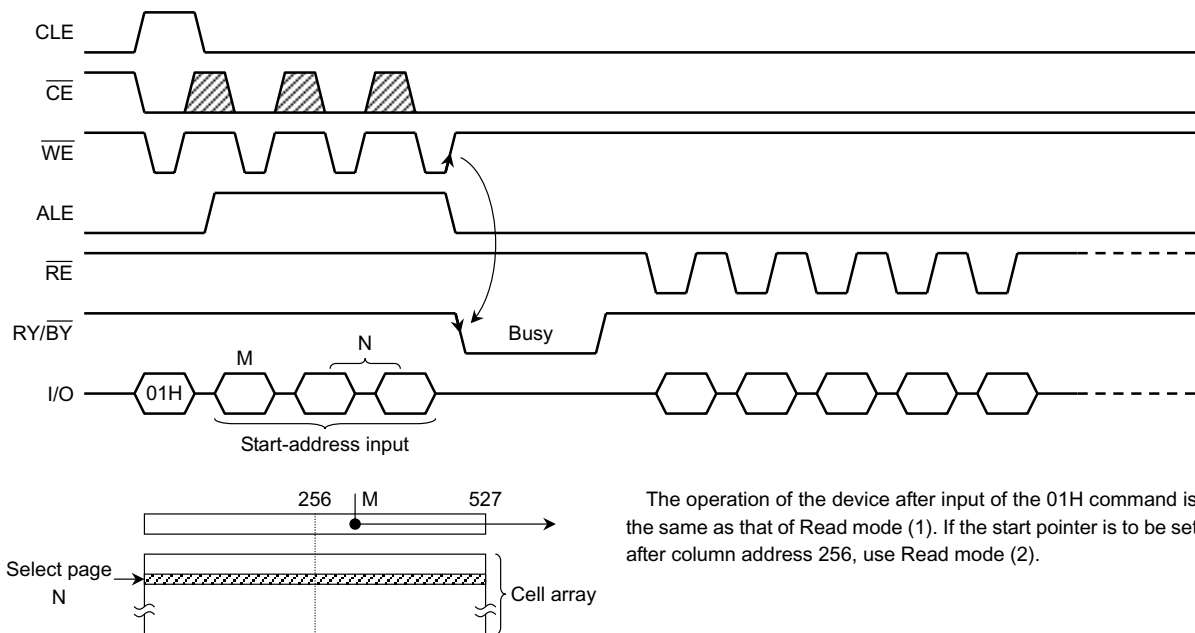 CLE
CE
WE
ALE
RE
RY/BY
Busy
M
N
I/O
01H
Start-address input
256
M
527
The operation of the device after input of the 01H command is
the same as that of Read mode (1). If the start pointer is to be set
after column address 256, use Read mode (2).
Select page
N
Cell array